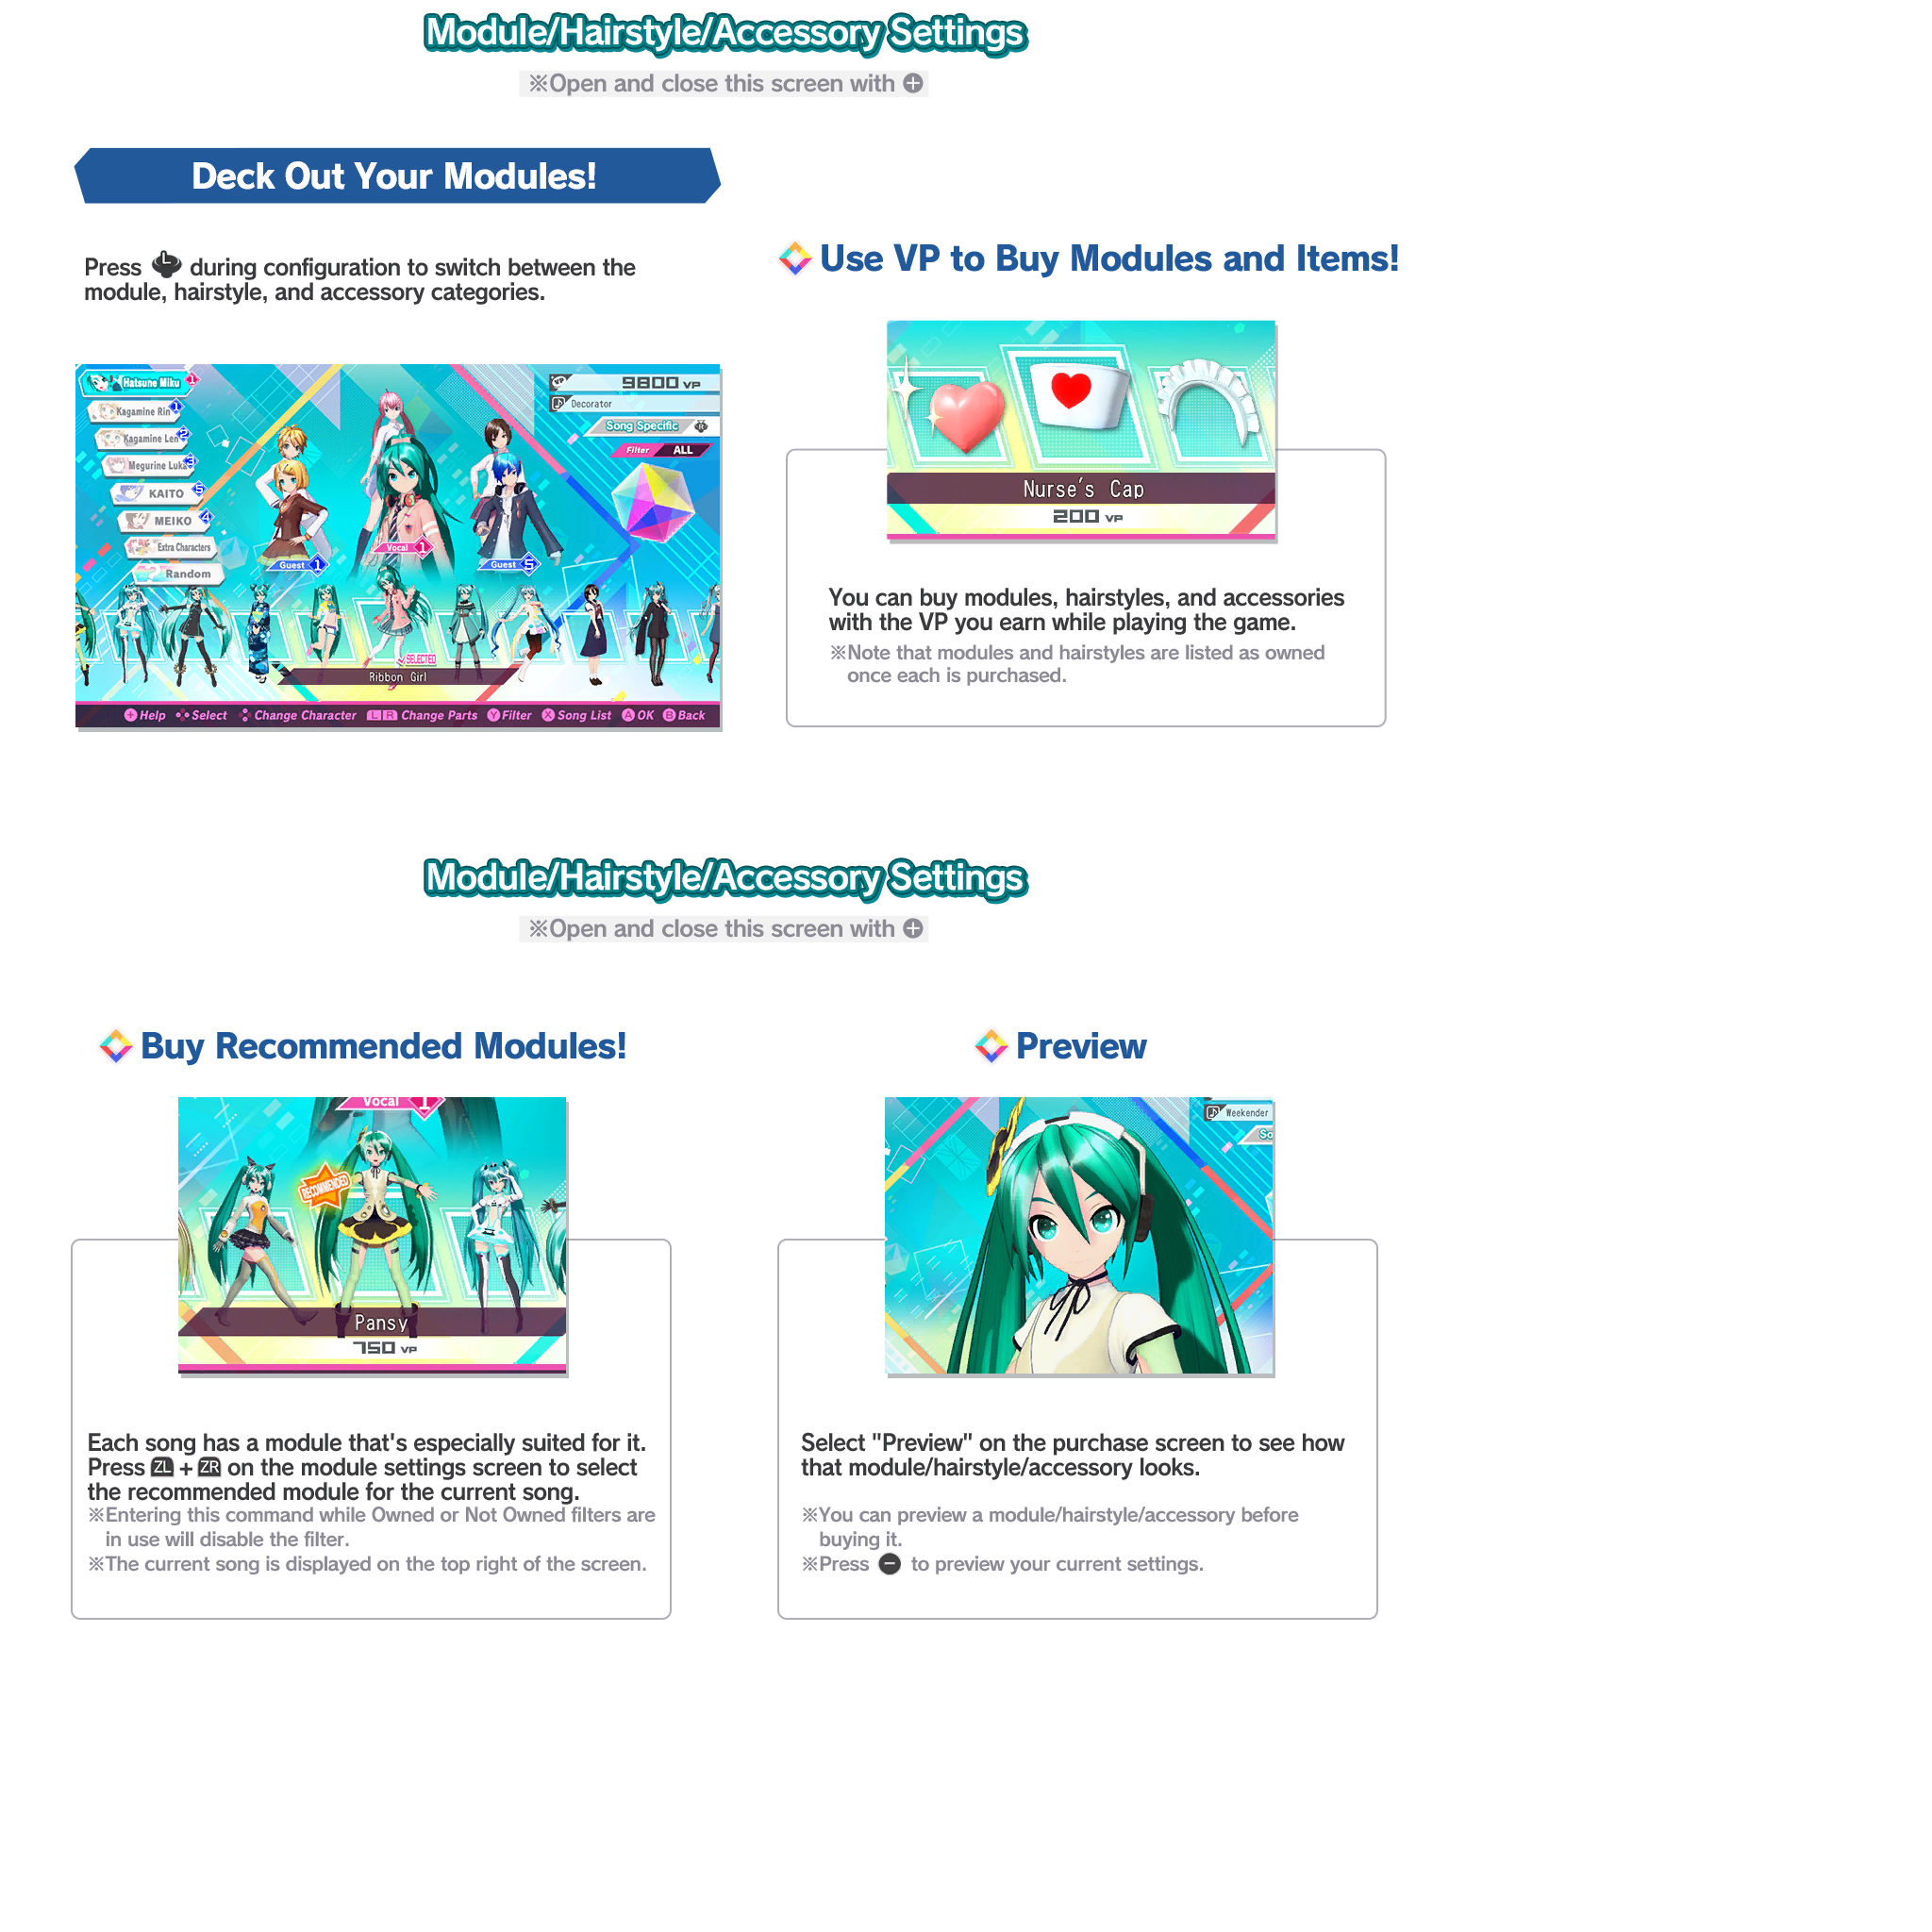 Module/Hairstyle/Accessory Settings
※Open and close this screen with
Deck Out Your Modules!
Press L during configuration to switch between the
module, hairstyle, and accessory categories.
Hatsune Miku 1
Kagamine Rin 1
Kagamine Len 2
Megurine Luka 3
KAITO 5
MEIKO 4
Extra Characters
Random
VP 9800 VP
Decorator
Song Specific R
Filter ALL
Vocal 1
Guest 1
Guest 5
SELECTED
Ribbon Girl
+ Help Select Change Character L R Change Parts Y Filter X Song List A OK B Back
Use VP to Buy Modules and Items!
Nurse's Cap
200 VP
You can buy modules, hairstyles, and accessories
with the VP you earn while playing the game.
※Note that modules and hairstyles are listed as owned
once each is purchased.
Module/Hairstyle/Accessory Settings
※Open and close this screen with
Buy Recommended Modules!
Vocal 1
RECOMMENDED
Pansy
750 VP
Each song has a module that's especially suited for it.
Press ZL + ZR on the module settings screen to select
the recommended module for the current song.
※Entering this command while Owned or Not Owned filters are
in use will disable the filter.
※The current song is displayed on the top right of the screen.
Preview
Weekender
So
Select "Preview" on the purchase screen to see how
that module/hairstyle/accessory looks.
※You can preview a module/hairstyle/accessory before
buying it.
※Press to preview your current settings.